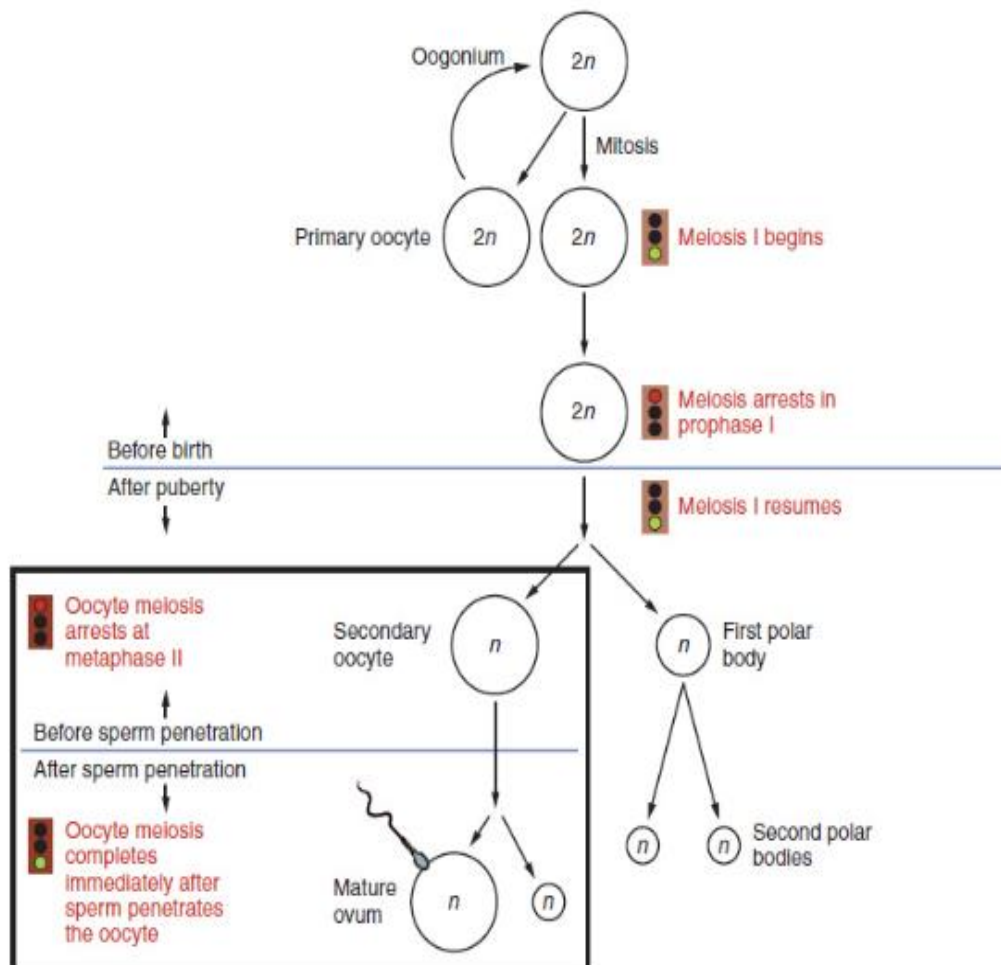 Oogonium
2n
Mitosis
Primary oocyte
2n
2n
Meiosis I begins
2n
Meiosis arrests in
prophase I
Before birth
After puberty
Meiosis I resumes
Oocyte meiosis
arrests at
metaphase II
Secondary
oocyte
n
n
First polar
body
Before sperm penetration
After sperm penetration
Oocyte meiosis
completes
immediately after
sperm penetrates
the oocyte
Mature
ovum
n
n
n
n
Second polar
bodies